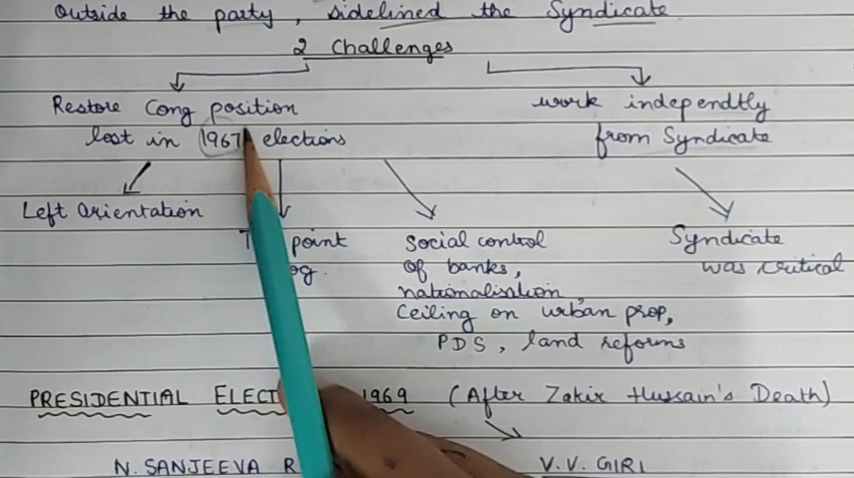 Outside the party, sidelined the Syndicate
2 Challenges
Restore Cong position
lost in 1967 elections
work independtly
from Syndicate
Left Orientation
point
Social control
of banks,
nationalisation,
Ceiling on urban prop,
PDS, land reforms
Syndicate
was critical
PRESIDENTIAL 1969 (After Zakir Hussain's Death)
N. SANJEEVA V.V. GIRI